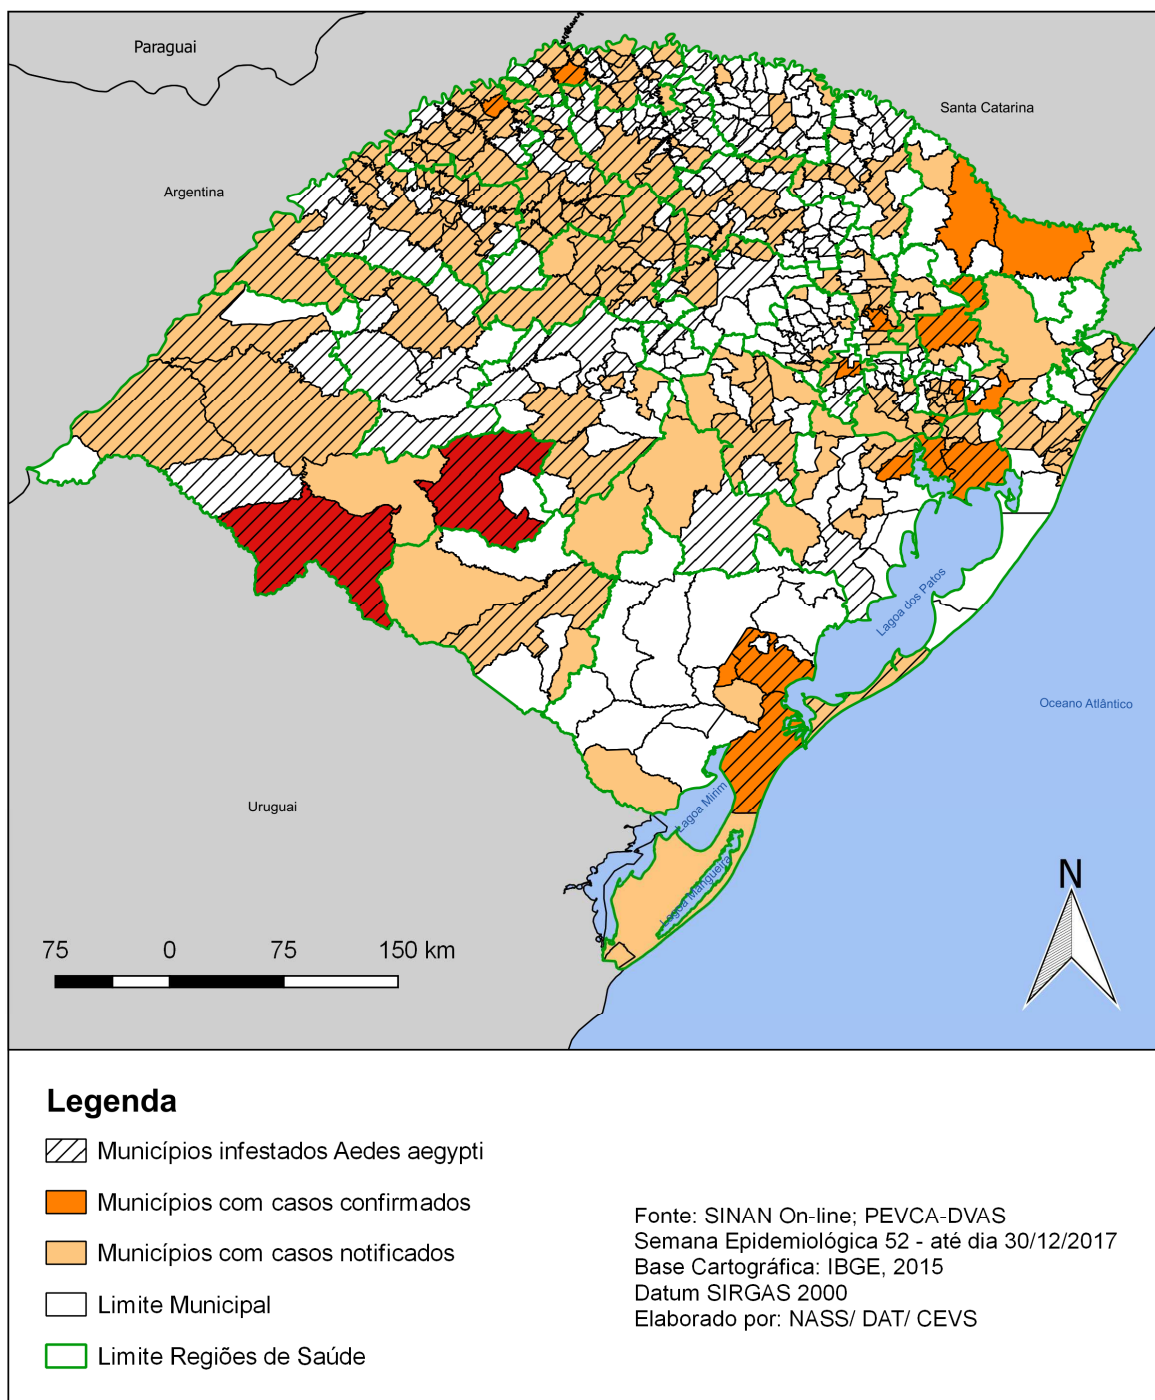 Paraguai
Santa Catarina
Argentina
Lagoa dos Patos
Oceano Atlântico
Uruguai
Lagoa Mirim
Lagoa Mangueira
N
75 0 75 150 km
Legenda
Municípios infestados Aedes aegypti
Municípios com casos confirmados
Municípios com casos notificados
Limite Municipal
Limite Regiões de Saúde
Fonte: SINAN On-line; PEVCA-DVAS
Semana Epidemiológica 52 - até dia 30/12/2017
Base Cartográfica: IBGE, 2015
Datum SIRGAS 2000
Elaborado por: NASS/ DAT/ CEVS